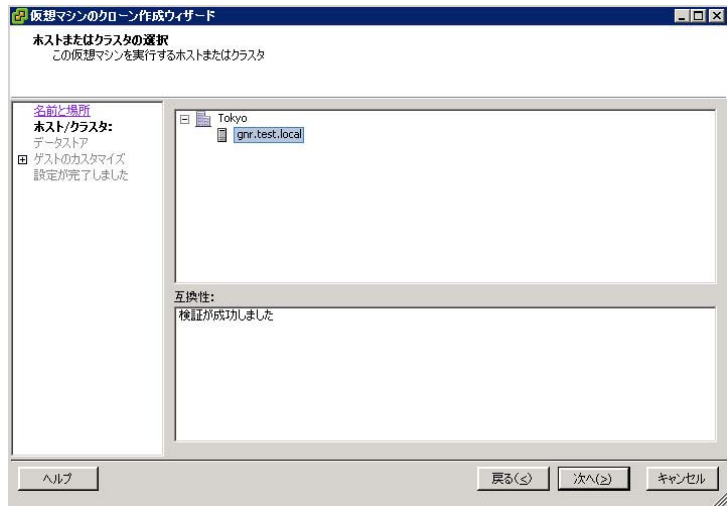 仮想マシンのクローン作成ウィザード
ホストまたはクラスタの選択
この仮想マシンを実行するホストまたはクラスタ
名前と場所
ホスト/クラスタ:
データストア
ゲストのカスタマイズ
設定が完了しました
Tokyo
gnr.test.local
互換性:
検証が成功しました
ヘルプ
戻る(≤)
次へ(≥)
キャンセル